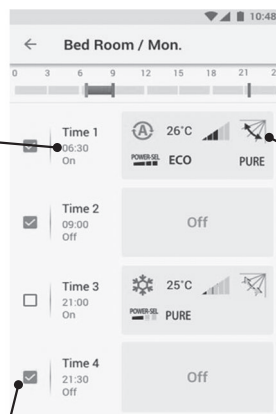 10:48
Bed Room / Mon.
0 3 6 9 12 15 18 21 2
Time 1
06:30
On
A 26°C
POWER-SEL ECO PURE
Time 2
09:00
Off
Off
Time 3
21:00
On
25°C
POWER-SEL PURE
Time 4
21:30
Off
Off